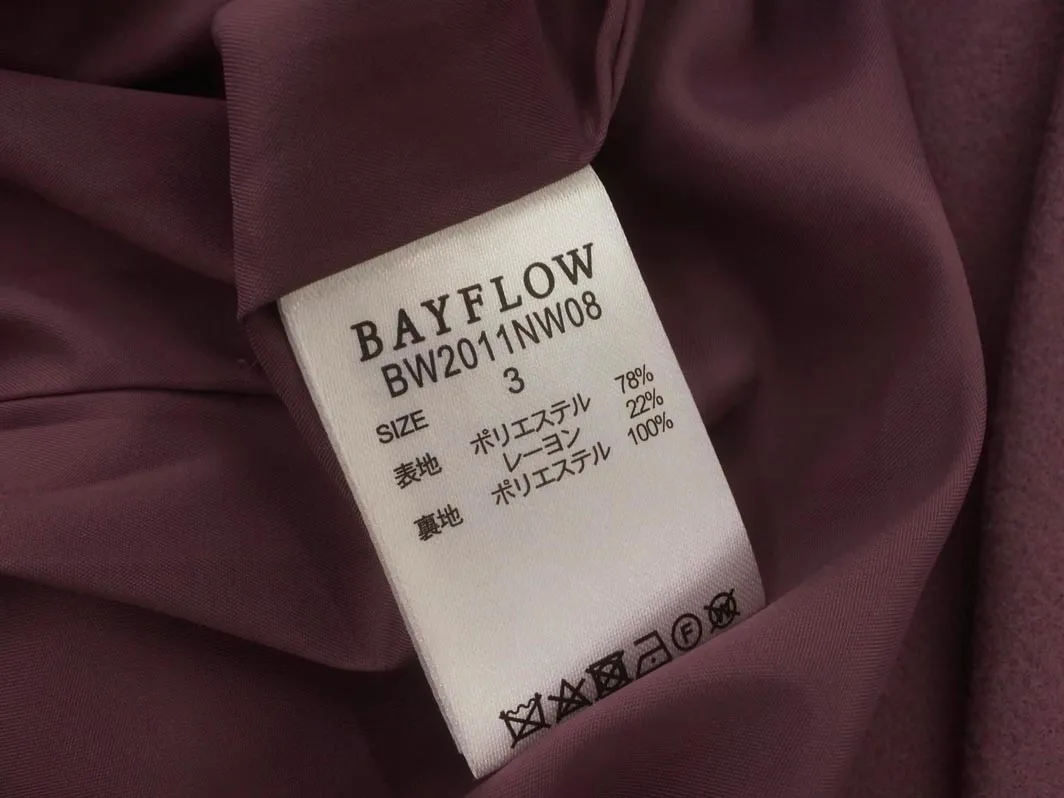 BAYFLOW
BW2011NW08
SIZE 3
表地 ポリエステル 78%
レーヨン 22%
裏地 ポリエステル 100%
F W